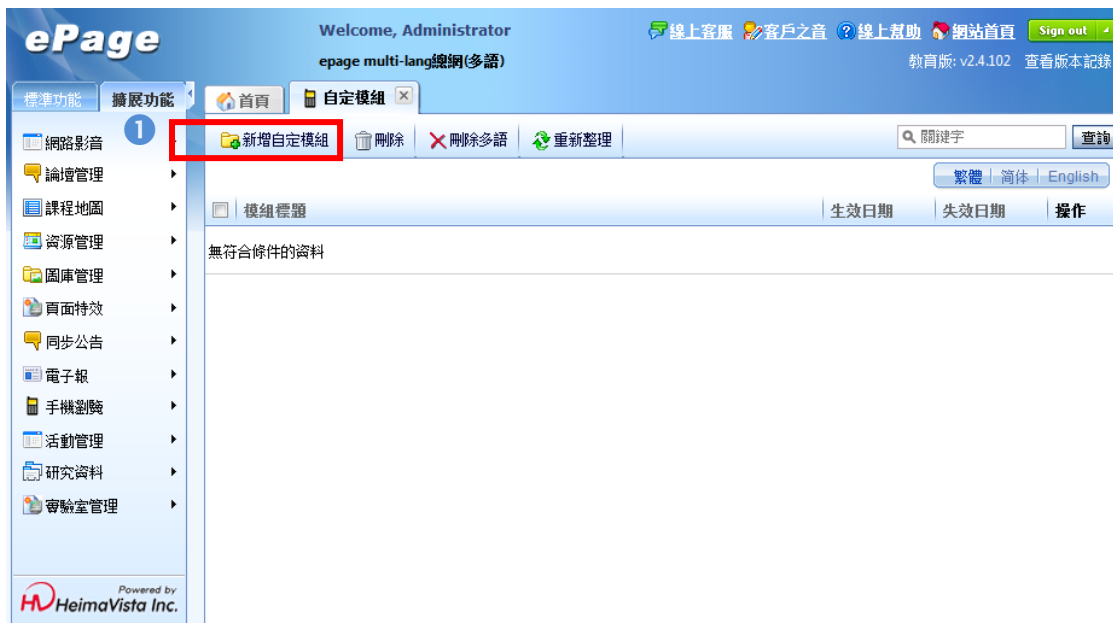 ePage
Welcome, Administrator
epage multi-lang總網(多語)
線上客服 客戶之音 線上幫助 網站首頁 Sign out
教育版: v2.4.102 查看版本記錄
標準功能 擴展功能 首頁 自定模組
1
新增自定模組 刪除 刪除多語 重新整理 關鍵字 查詢
繁體 简体 English
模組標題 生效日期 失效日期 操作
無符合條件的資料
網路影音
論壇管理
課程地圖
資源管理
圖庫管理
頁面特效
同步公告
電子報
手機瀏覽
活動管理
研究資料
實驗室管理
Powered by
HeimaVista Inc.